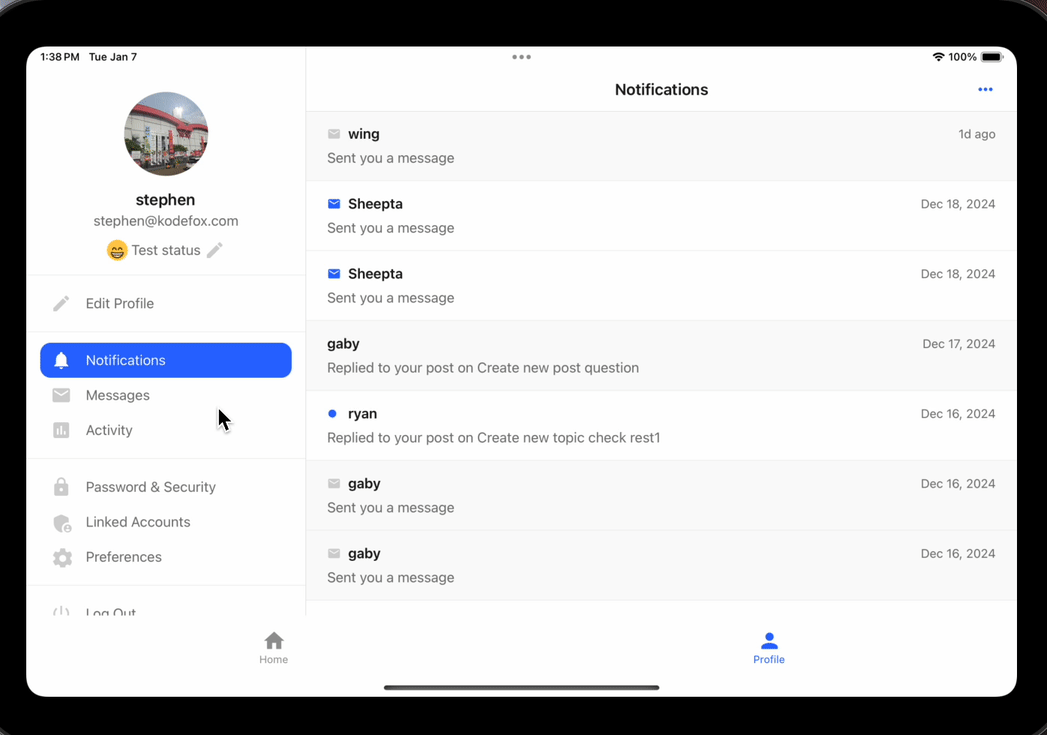 1:38 PM Tue Jan 7
100%
stephen
stephen@kodefox.com
Test status
Edit Profile
Notifications
Messages
Activity
Password & Security
Linked Accounts
Preferences
Log Out
Notifications
wing
1d ago
Sent you a message
Sheepta
Dec 18, 2024
Sent you a message
Sheepta
Dec 18, 2024
Sent you a message
gaby
Dec 17, 2024
Replied to your post on Create new post question
ryan
Dec 16, 2024
Replied to your post on Create new topic check rest1
gaby
Dec 16, 2024
Sent you a message
gaby
Dec 16, 2024
Sent you a message
Home
Profile